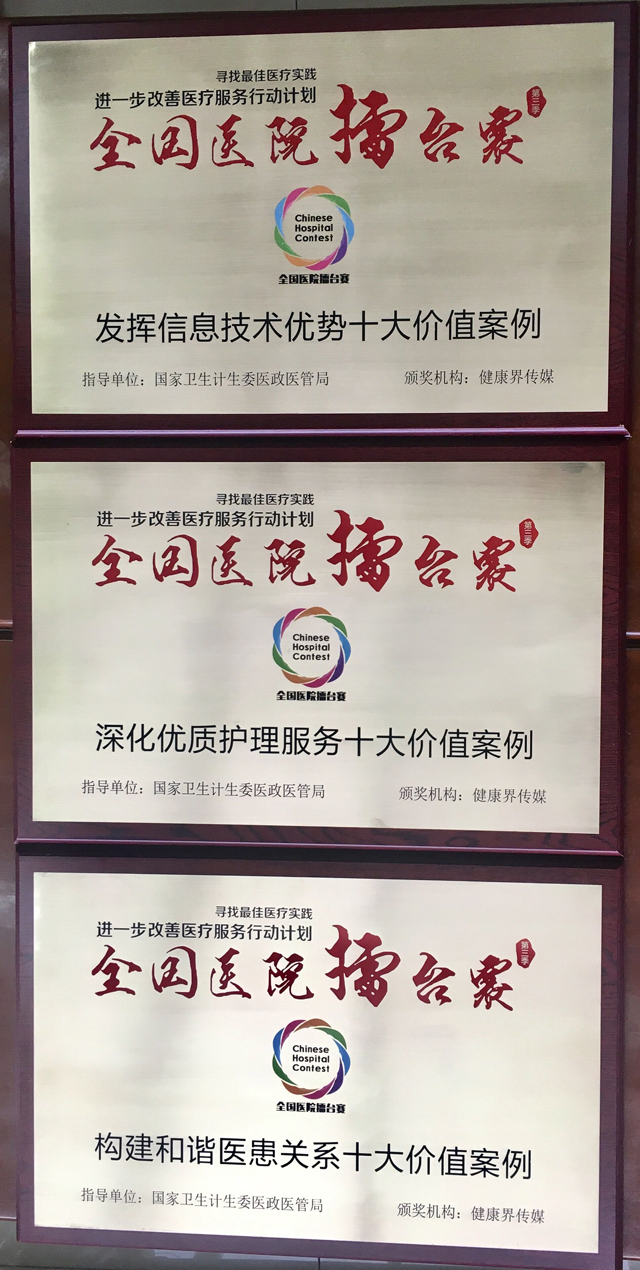 寻找最佳医疗实践
进一步改善医疗服务行动计划
全国医院擂台赛
第三季
Chinese
Hospital
Contest
全国医院擂台赛
发挥信息技术优势十大价值案例
指导单位：国家卫生计生委医政医管局 颁奖机构：健康界传媒
寻找最佳医疗实践
进一步改善医疗服务行动计划
全国医院擂台赛
第三季
Chinese
Hospital
Contest
全国医院擂台赛
深化优质护理服务十大价值案例
指导单位：国家卫生计生委医政医管局 颁奖机构：健康界传媒
寻找最佳医疗实践
进一步改善医疗服务行动计划
全国医院擂台赛
第三季
Chinese
Hospital
Contest
全国医院擂台赛
构建和谐医患关系十大价值案例
指导单位：国家卫生计生委医政医管局 颁奖机构：健康界传媒